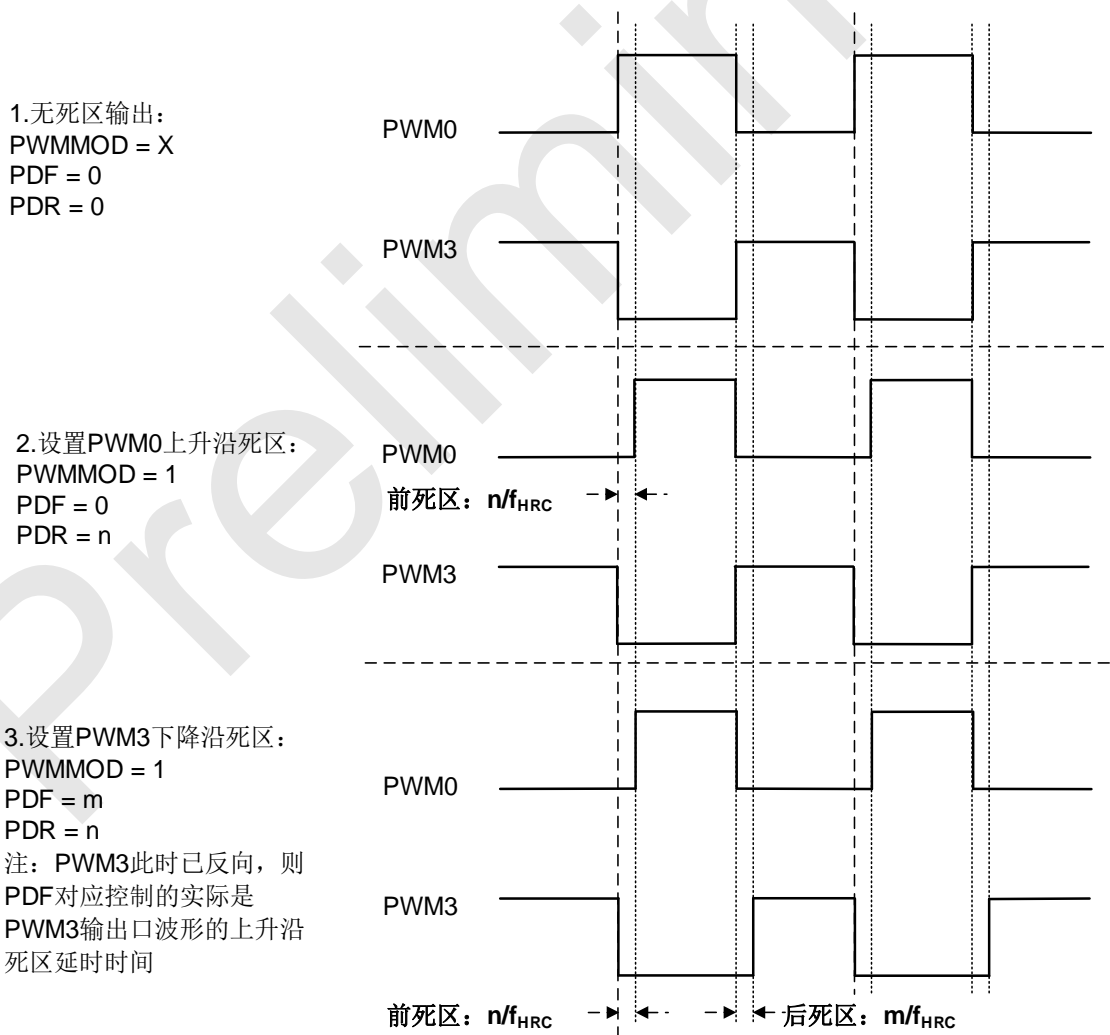 1.无死区输出：
PWMMOD = X
PDF = 0
PDR = 0
PWM0
PWM3
2.设置PWM0上升沿死区：
PWMMOD = 1
PDF = 0
PDR = n
PWM0
前死区：n/fHRC
PWM3
3.设置PWM3下降沿死区：
PWMMOD = 1
PDF = m
PDR = n
注：PWM3此时已反向，则
PDF对应控制的实际是
PWM3输出口波形的上升沿
死区延时时间
PWM0
PWM3
前死区：n/fHRC
后死区：m/fHRC
Prelimin